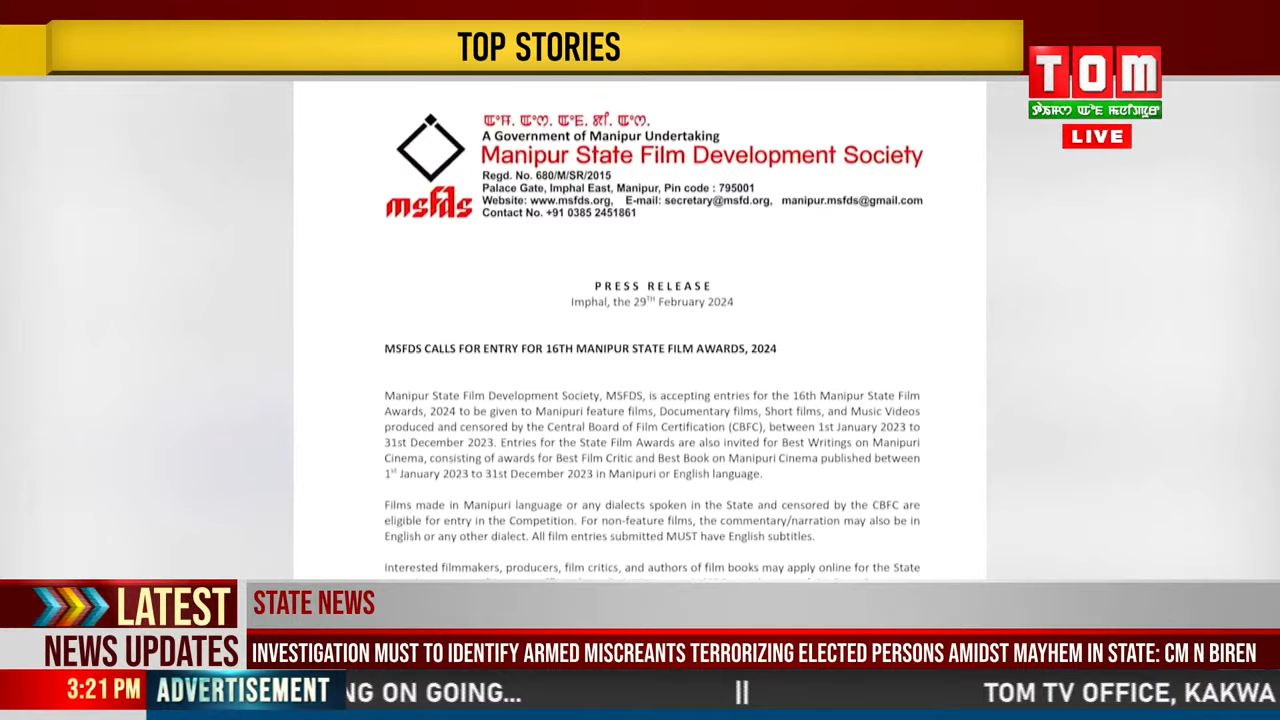 TOP STORIES
TOM
LIVE
ꯑꯦ. ꯑꯦ. ꯑꯦ.
A Government of Manipur Undertaking
Manipur State Film Development Society
Regd. No. 680/M/SR/2015
Palace Gate, Imphal East, Manipur, Pin code : 795001
Website: www.msfds.org, E-mail: secretary@msfd.org, manipur.msfds@gmail.com
Contact No. +91 0385 2451861
msfds
PRESS RELEASE
Imphal, the 29TH February 2024
MSFDS CALLS FOR ENTRY FOR 16TH MANIPUR STATE FILM AWARDS, 2024
Manipur State Film Development Society, MSFDS, is accepting entries for the 16th Manipur State Film
Awards, 2024 to be given to Manipuri feature films, Documentary films, Short films, and Music Videos
produced and censored by the Central Board of Film Certification (CBFC), between 1st January 2023 to
31st December 2023. Entries for the State Film Awards are also invited for Best Writings on Manipuri
Cinema, consisting of awards for Best Film Critic and Best Book on Manipuri Cinema published between
1st January 2023 to 31st December 2023 in Manipuri or English language.
Films made in Manipuri language or any dialects spoken in the State and censored by the CBFC are
eligible for entry in the Competition. For non-feature films, the commentary/narration may also be in
English or any other dialect. All film entries submitted MUST have English subtitles.
Interested filmmakers, producers, film critics, and authors of film books may apply online for the State
LATEST
NEWS UPDATES
STATE NEWS
INVESTIGATION MUST TO IDENTIFY ARMED MISCREANTS TERRORIZING ELECTED PERSONS AMIDST MAYHEM IN STATE: CM N BIREN
3:21 PM
ADVERTISEMENT
NG ON GOING... || TOM TV OFFICE, KAKWA